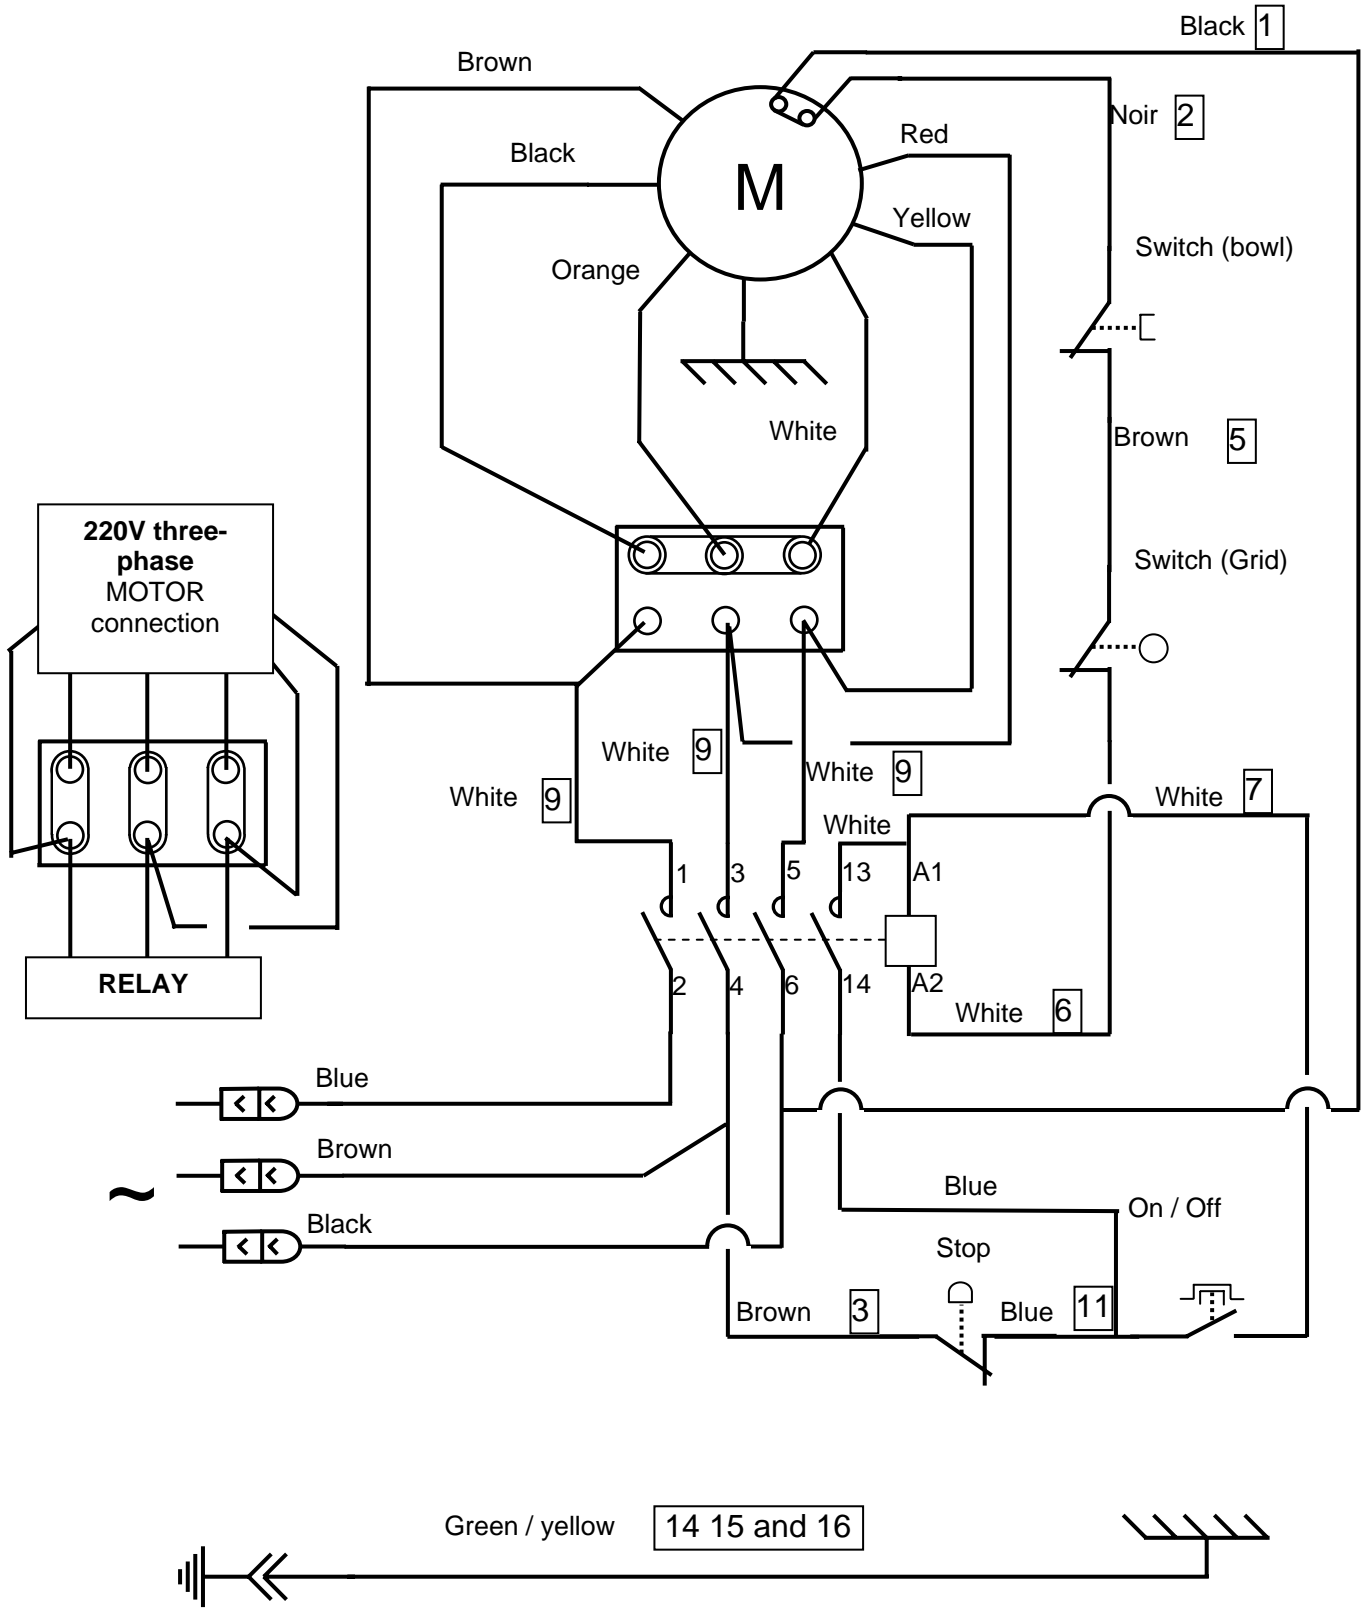 Black 1
Brown
Noir 2
Red
Black
M
Yellow
Switch (bowl)
Orange
White
Brown 5
220V three-
phase
MOTOR
connection
Switch (Grid)
White 9
White 9
White 9
White 7
White
1
3
5
13
A1
RELAY
2
4
6
14
A2
White 6
Blue
Brown
~
Black
Blue
On / Off
Stop
Brown 3
Blue 11
Green / yellow 14 15 and 16